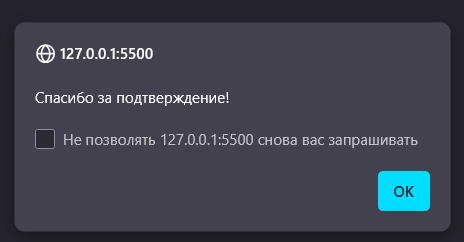 127.0.0.1:5500
Спасибо за подтверждение!
Не позволять 127.0.0.1:5500 снова вас запрашивать
OK